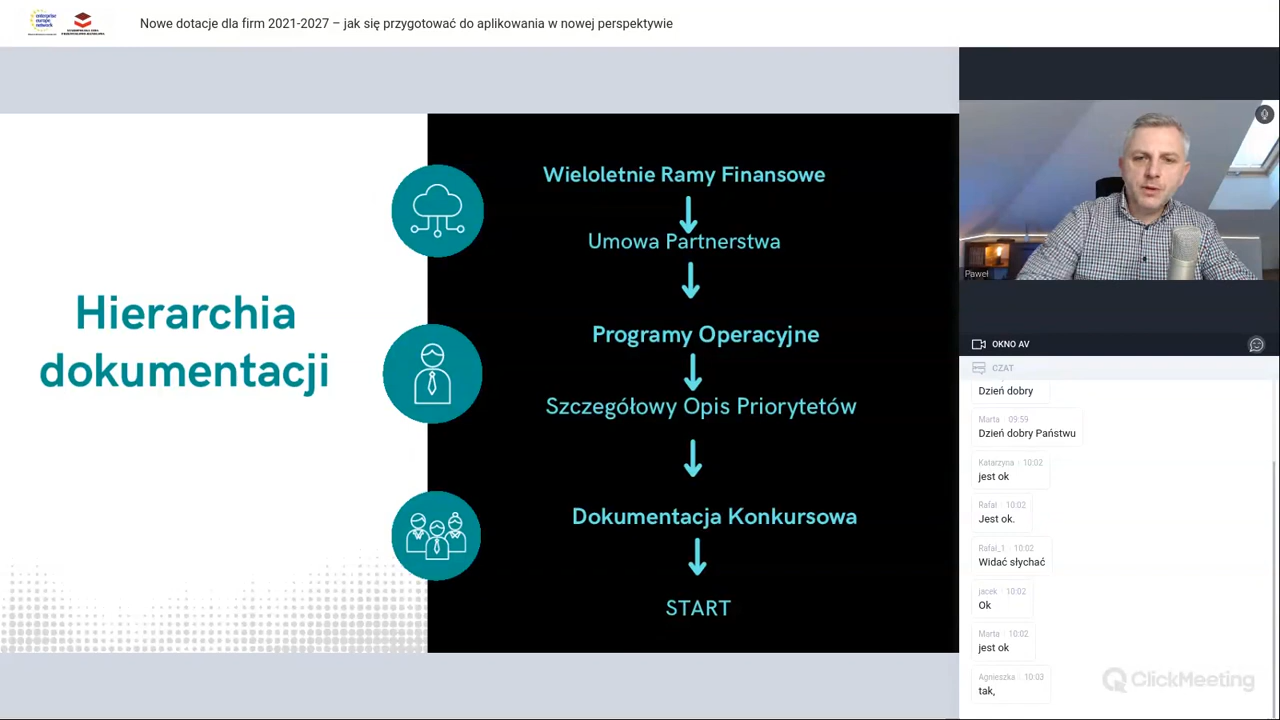 enterprise
europe
network
Nowe dotacje dla firm 2021-2027 – jak się przygotować do aplikowania w nowej perspektywie
Hierarchia
dokumentacji
Wieloletnie Ramy Finansowe
Umowa Partnerstwa
Programy Operacyjne
Szczegółowy Opis Priorytetów
Dokumentacja Konkursowa
START
Paweł
OKNO AV
CZAT
Dzień dobry
Marta 09:59
Dzień dobry Państwu
Katarzyna 10:02
jest ok
Rafał 10:02
Jest ok.
Rafał_1 10:02
Widać słychać
jacek 10:02
Ok
Marta 10:02
jest ok
Agnieszka 10:03
tak,
ClickMeeting